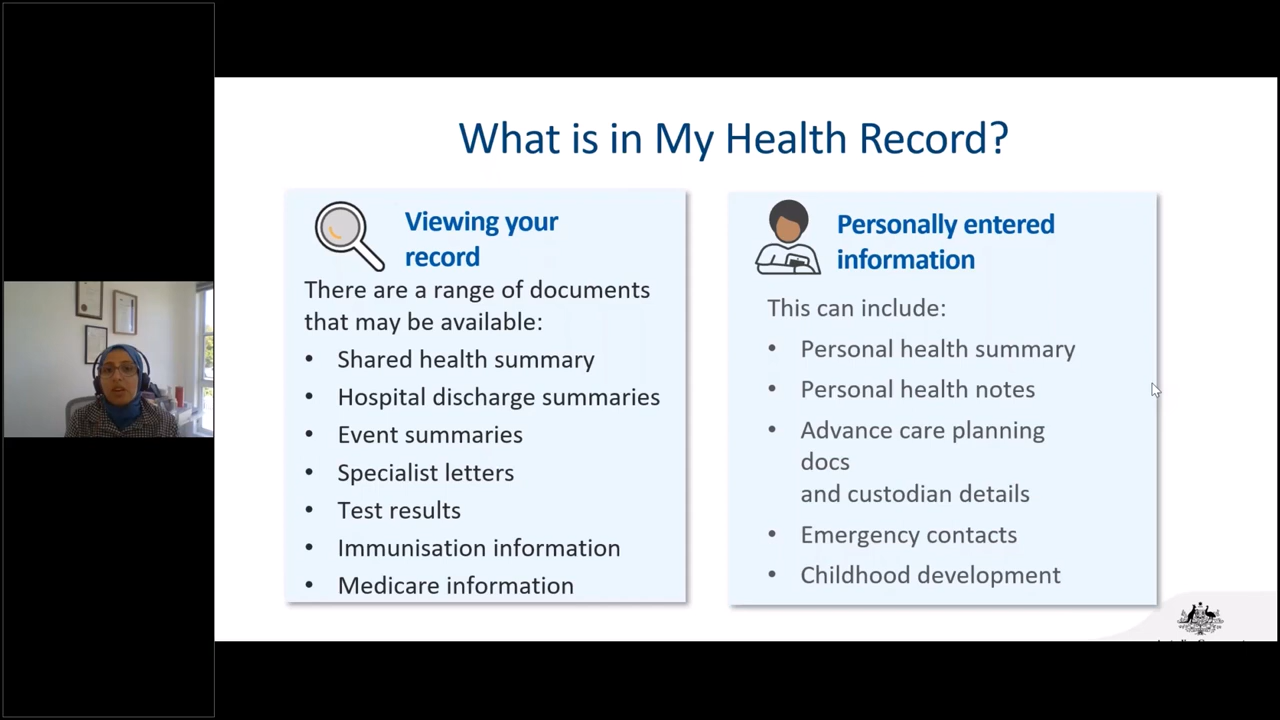 What is in My Health Record?
Viewing your
record
There are a range of documents
that may be available:
• Shared health summary
• Hospital discharge summaries
• Event summaries
• Specialist letters
• Test results
• Immunisation information
• Medicare information
Personally entered
information
This can include:
• Personal health summary
• Personal health notes
• Advance care planning
docs
and custodian details
• Emergency contacts
• Childhood development